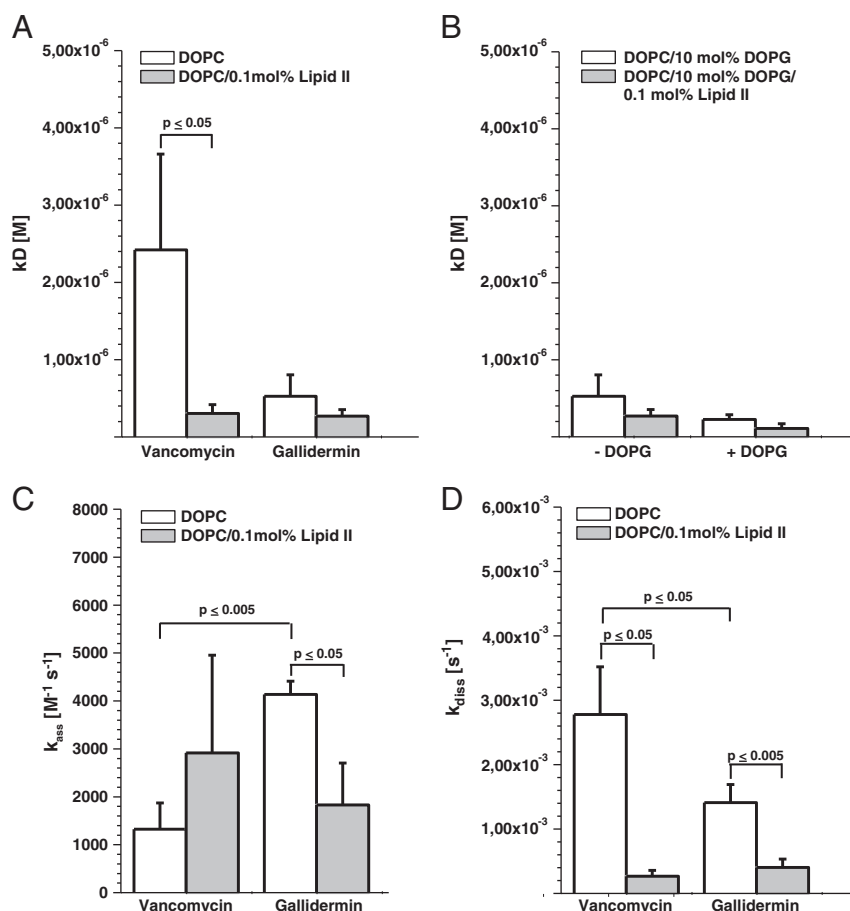 A
kD [M]
5,00x10-6
4,00x10-6
3,00x10-6
2,00x10-6
1,00x10-6
DOPC
DOPC/0.1mol% Lipid II
p ≤ 0.05
Vancomycin Gallidermin
B
kD [M]
5,00x10-6
4,00x10-6
3,00x10-6
2,00x10-6
1,00x10-6
DOPC/10 mol% DOPG
DOPC/10 mol% DOPG/
0.1 mol% Lipid II
- DOPG + DOPG
C
kass [M-1 s-1]
8000
7000
6000
5000
4000
3000
2000
1000
0
DOPC
DOPC/0.1mol% Lipid II
p ≤ 0.005
p ≤ 0.05
Vancomycin Gallidermin
D
kdiss [s-1]
6,00x10-3
5,00x10-3
4,00x10-3
3,00x10-3
2,00x10-3
1,00x10-3
DOPC
DOPC/0.1mol% Lipid II
p ≤ 0.05
p ≤ 0.05
p ≤ 0.005
Vancomycin Gallidermin